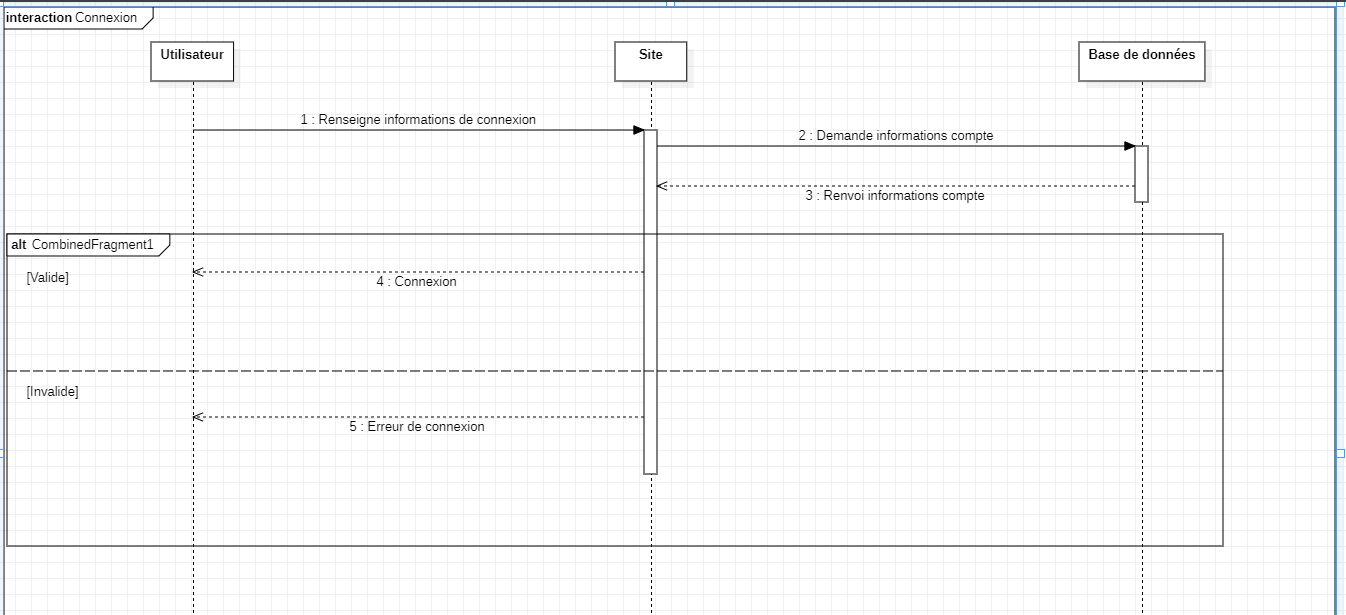 interaction Connexion
Utilisateur
Site
Base de données
1 : Renseigne informations de connexion
2 : Demande informations compte
3 : Renvoi informations compte
alt CombinedFragment1
[Valide]
4 : Connexion
[Invalide]
5 : Erreur de connexion